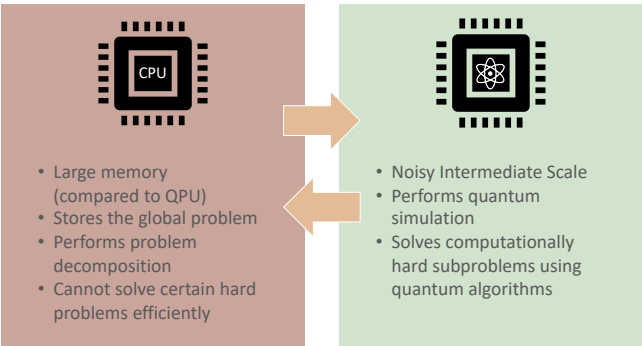 CPU
• Large memory
(compared to QPU)
• Stores the global problem
• Performs problem
decomposition
• Cannot solve certain hard
problems efficiently
• Noisy Intermediate Scale
• Performs quantum
simulation
• Solves computationally
hard subproblems using
quantum algorithms